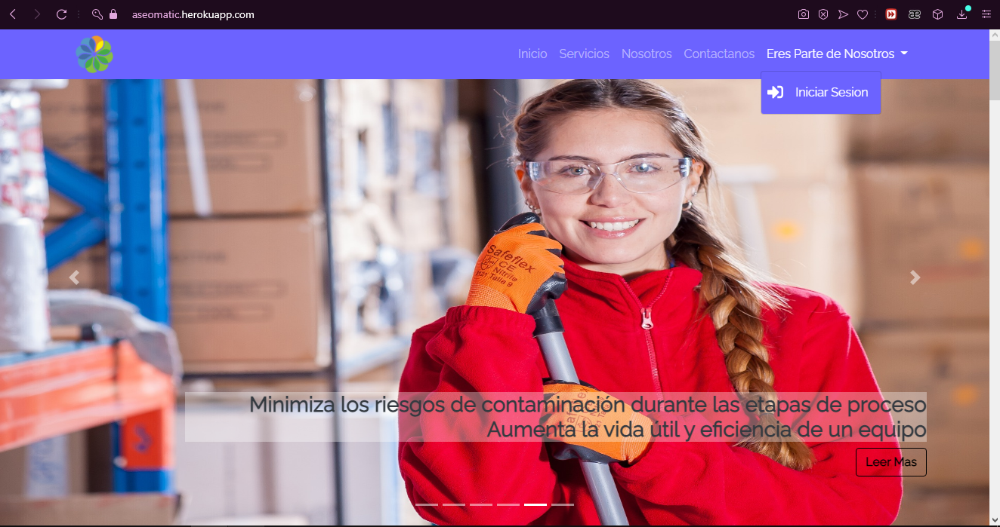 aseomatic.herokuapp.com
Inicio Servicios Nosotros Contactanos Eres Parte de Nosotros
Iniciar Sesion
Safeflex
CE
Nitrile
Talla 9
Minimiza los riesgos de contaminación durante las etapas de proceso
Aumenta la vida útil y eficiencia de un equipo
Leer Mas